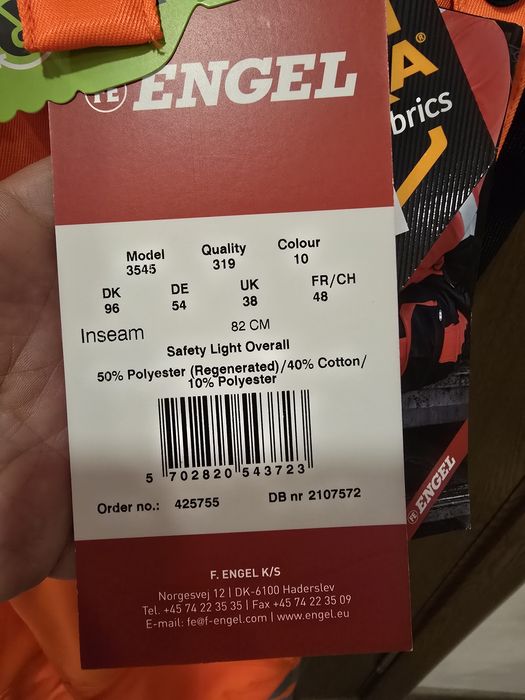 FE ENGEL
A®
brics
Model Quality Colour
3545 319 10
DK DE UK FR/CH
96 54 38 48
Inseam 82 CM
Safety Light Overall
50% Polyester (Regenerated)/40% Cotton/
10% Polyester
5 702820 543723
Order no.: 425755 DB nr 2107572
FE ENGEL
F. ENGEL K/S
Norgesvej 12 | DK-6100 Haderslev
Tel. +45 74 22 35 35 | Fax +45 74 22 35 09
E-mail: fe@f-engel.com | www.engel.eu